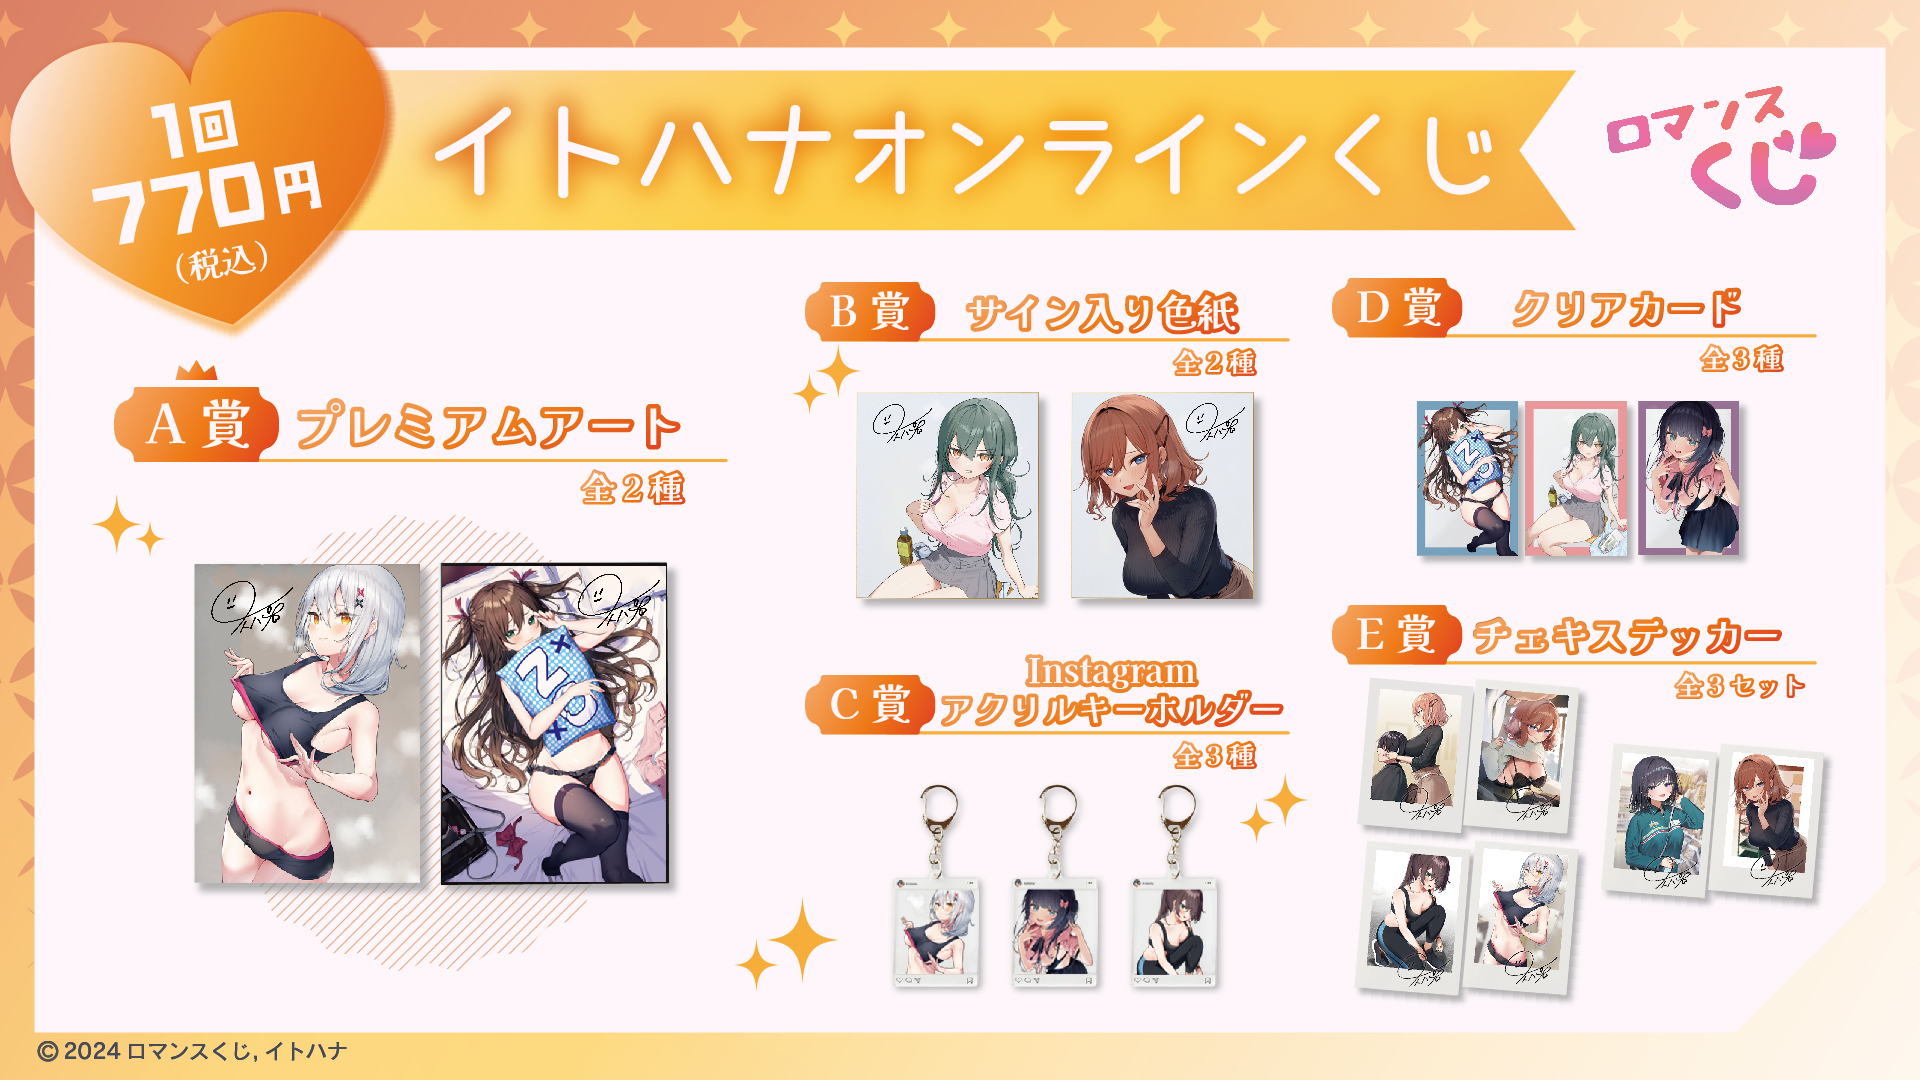 1回
770円
(税込)
イトハナオンラインくじ
ロマンス
くじ
A賞 プレミアムアート
全2種
B賞 サイン入り色紙
全2種
C賞 Instagram
アクリルキーホルダー
全3種
D賞 クリアカード
全3種
E賞 チェキステッカー
全3セット
© 2024 ロマンスくじ, イトハナ